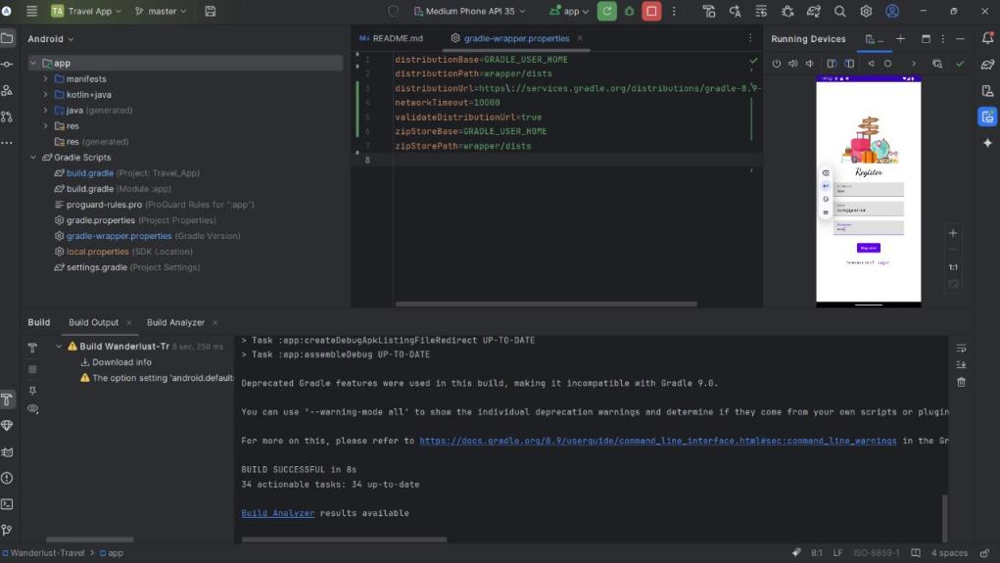 TA Travel App
master
Medium Phone API 35
app
Android
README.md
gradle-wrapper.properties
Running Devices
app
manifests
kotlin+java
java (generated)
res
res (generated)
Gradle Scripts
build.gradle (Project: Travel_App)
build.gradle (Module :app)
proguard-rules.pro (ProGuard Rules for ":app")
gradle.properties (Project Properties)
gradle-wrapper.properties (Gradle Version)
local.properties (SDK Location)
settings.gradle (Project Settings)
1 distributionBase=GRADLE_USER_HOME
2 distributionPath=wrapper/dists
3 distributionUrl=https\://services.gradle.org/distributions/gradle-8.9-
4 networkTimeout=10000
5 validateDistributionUrl=true
6 zipStoreBase=GRADLE_USER_HOME
7 zipStorePath=wrapper/dists
8
Register
Register
Login
1:1
Build
Build Output
Build Analyzer
Build Wanderlust-Tr 8 sec, 258 ms
Download info
The option setting 'android.default
> Task :app:createDebugApkListingFileRedirect UP-TO-DATE
> Task :app:assembleDebug UP-TO-DATE
Deprecated Gradle features were used in this build, making it incompatible with Gradle 9.0.
You can use '--warning-mode all' to show the individual deprecation warnings and determine if they come from your own scripts or plugin
For more on this, please refer to https://docs.gradle.org/8.9/userguide/command_line_interface.html#sec:command_line_warnings in the Gr
BUILD SUCCESSFUL in 8s
34 actionable tasks: 34 up-to-date
Build Analyzer results available
Wanderlust-Travel > app
8:1 LF ISO-8859-1 4 spaces